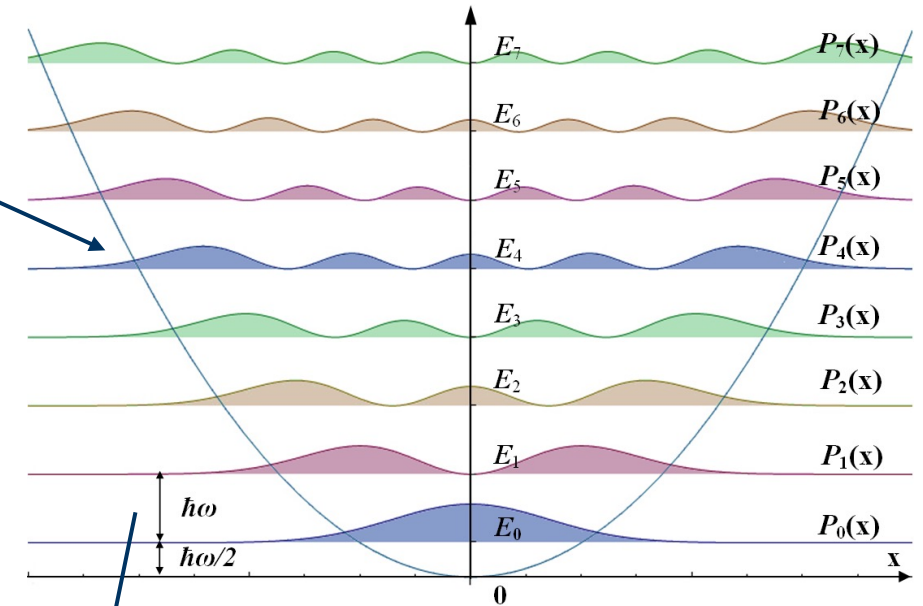 E₇ P₇(x)
E₆ P₆(x)
E₅ P₅(x)
E₄ P₄(x)
E₃ P₃(x)
E₂ P₂(x)
E₁ P₁(x)
ħω
E₀ P₀(x)
ħω/2
x
0